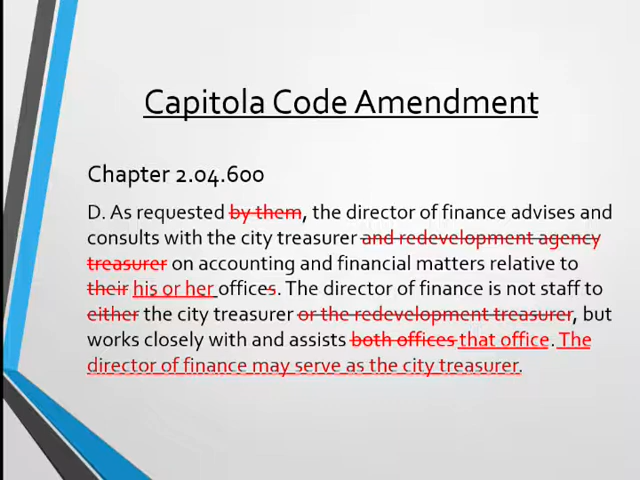 Capitola Code Amendment
Chapter 2.04.600
D. As requested by them, the director of finance advises and
consults with the city treasurer and redevelopment agency
treasurer on accounting and financial matters relative to
their his or her offices. The director of finance is not staff to
either the city treasurer or the redevelopment treasurer, but
works closely with and assists both offices that office. The
director of finance may serve as the city treasurer.